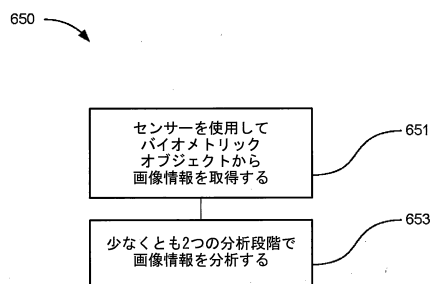 650
センサーを使用して
バイオメトリック
オブジェクトから
画像情報を取得する
651
少なくとも2つの分析段階で
画像情報を分析する
653